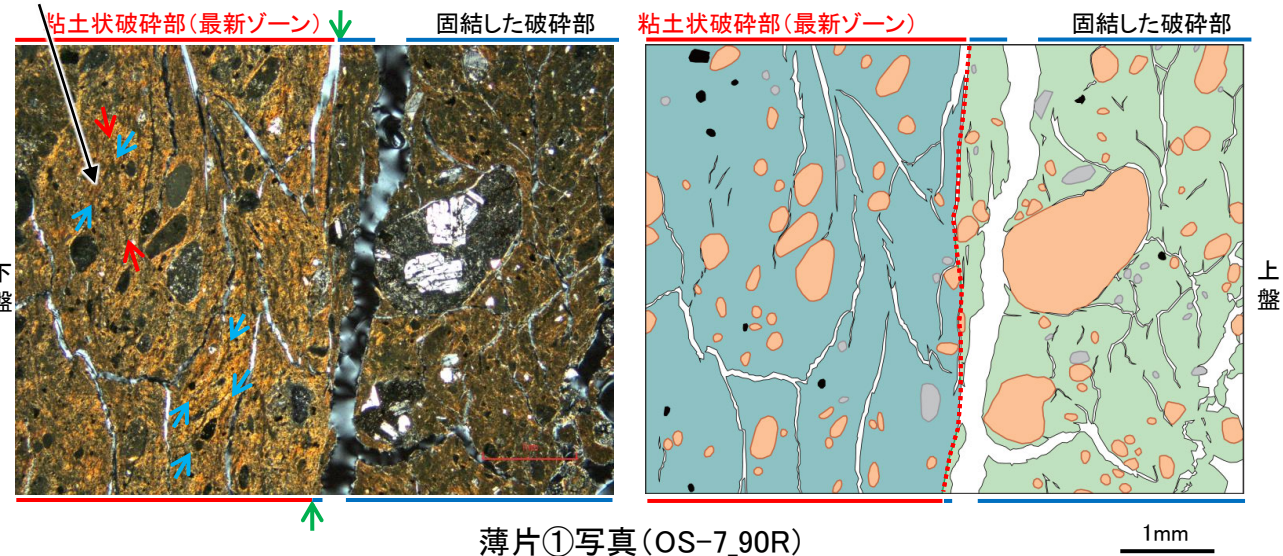 粘土状破砕部(最新ゾーン)
固結した破砕部
粘土状破砕部(最新ゾーン)
固結した破砕部
下盤
上盤
薄片①写真(OS-7_90R)
1mm